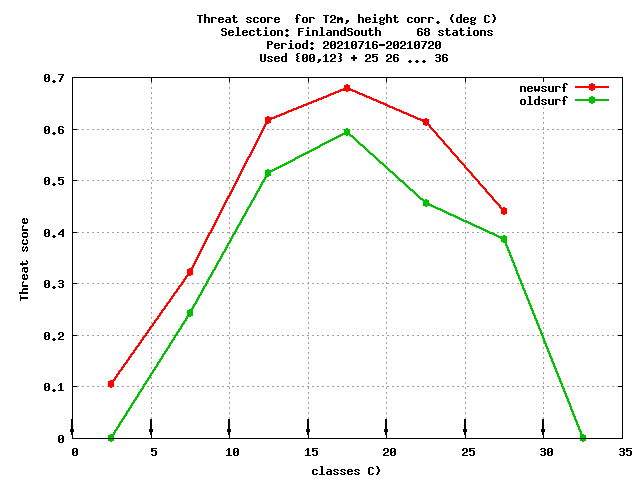 Threat score  for T2m, height corr. (deg C)
Selection: FinlandSouth     68 stations
Period: 20210716-20210720
Used {00,12} + 25 26 ... 36
newsurf
oldsurf
0.7
0.6
0.5
0.4
0.3
0.2
0.1
0
Threat score
0 5 10 15 20 25 30 35
classes C)